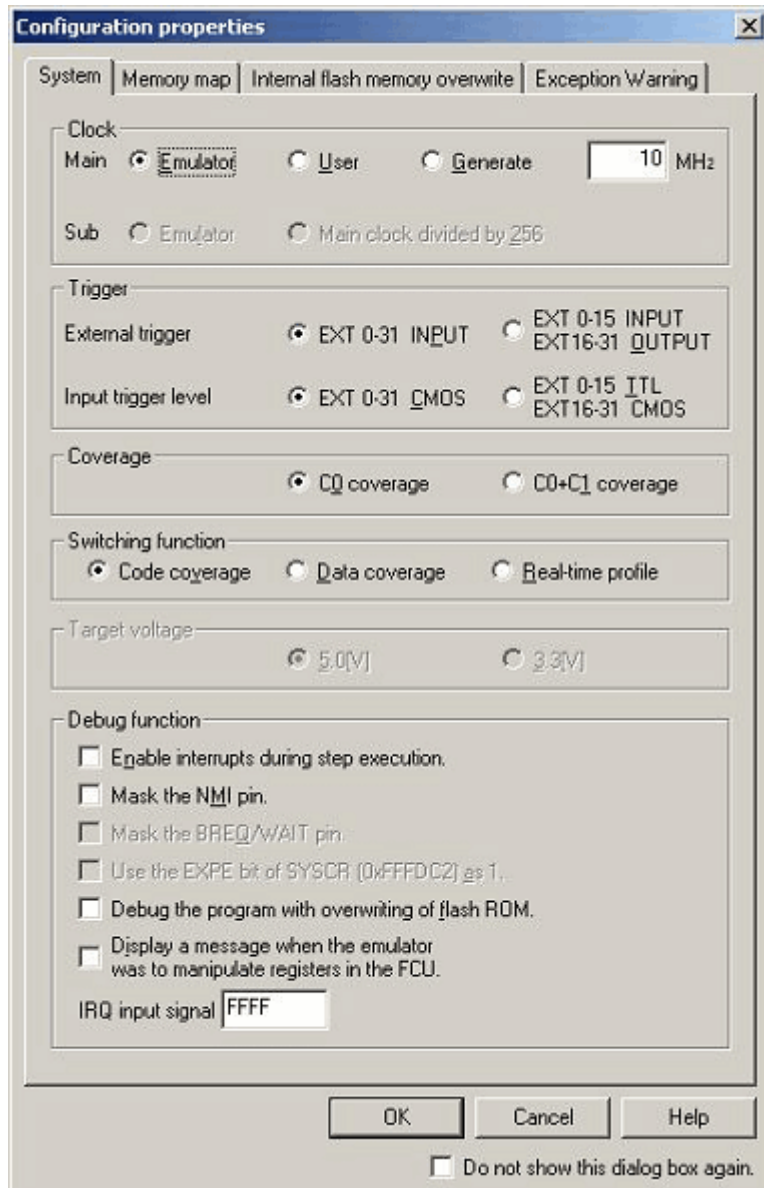 Configuration properties
System Memory map Internal flash memory overwrite Exception Warning
Clock
Main Emulator User Generate 10 MHz
Sub Emulator Main clock divided by 256
Trigger
External trigger EXT 0-31 INPUT EXT 0-15 INPUT
EXT16-31 OUTPUT
Input trigger level EXT 0-31 CMOS EXT 0-15 TTL
EXT16-31 CMOS
Coverage
C0 coverage C0+C1 coverage
Switching function
Code coverage Data coverage Real-time profile
Target voltage
5.0[V] 3.3[V]
Debug function
Enable interrupts during step execution.
Mask the NMI pin.
Mask the BREQ/WAIT pin.
Use the EXPE bit of SYSCR (0xFFFDC2) as 1.
Debug the program with overwriting of flash ROM.
Display a message when the emulator
was to manipulate registers in the FCU.
IRQ input signal FFFF
OK Cancel Help
Do not show this dialog box again.